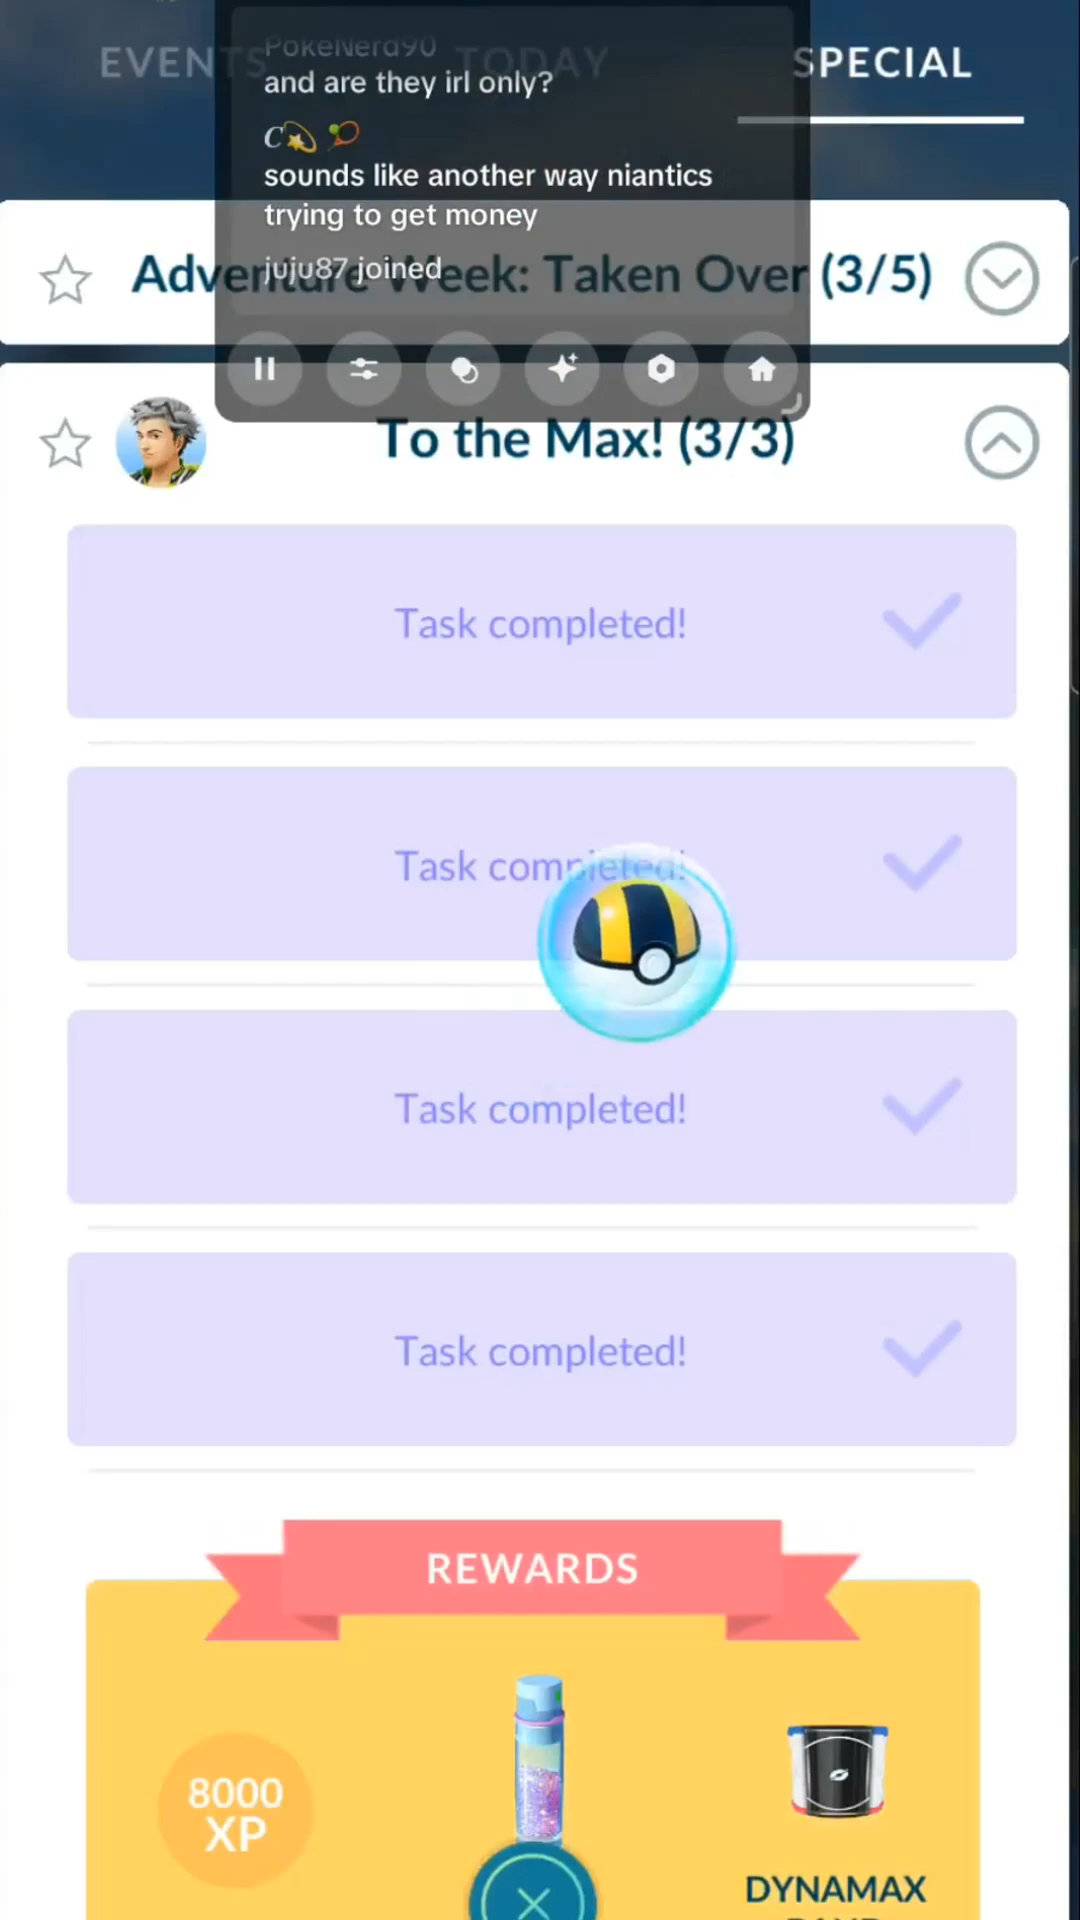 EVENTS
TODAY
SPECIAL
PokeNerd90
and are they irl only?
C
sounds like another way niantics
trying to get money
juju87 joined
Adventure Week: Taken Over (3/5)
To the Max! (3/3)
Task completed!
Task completed!
Task completed!
Task completed!
REWARDS
8000
XP
DYNAMAX